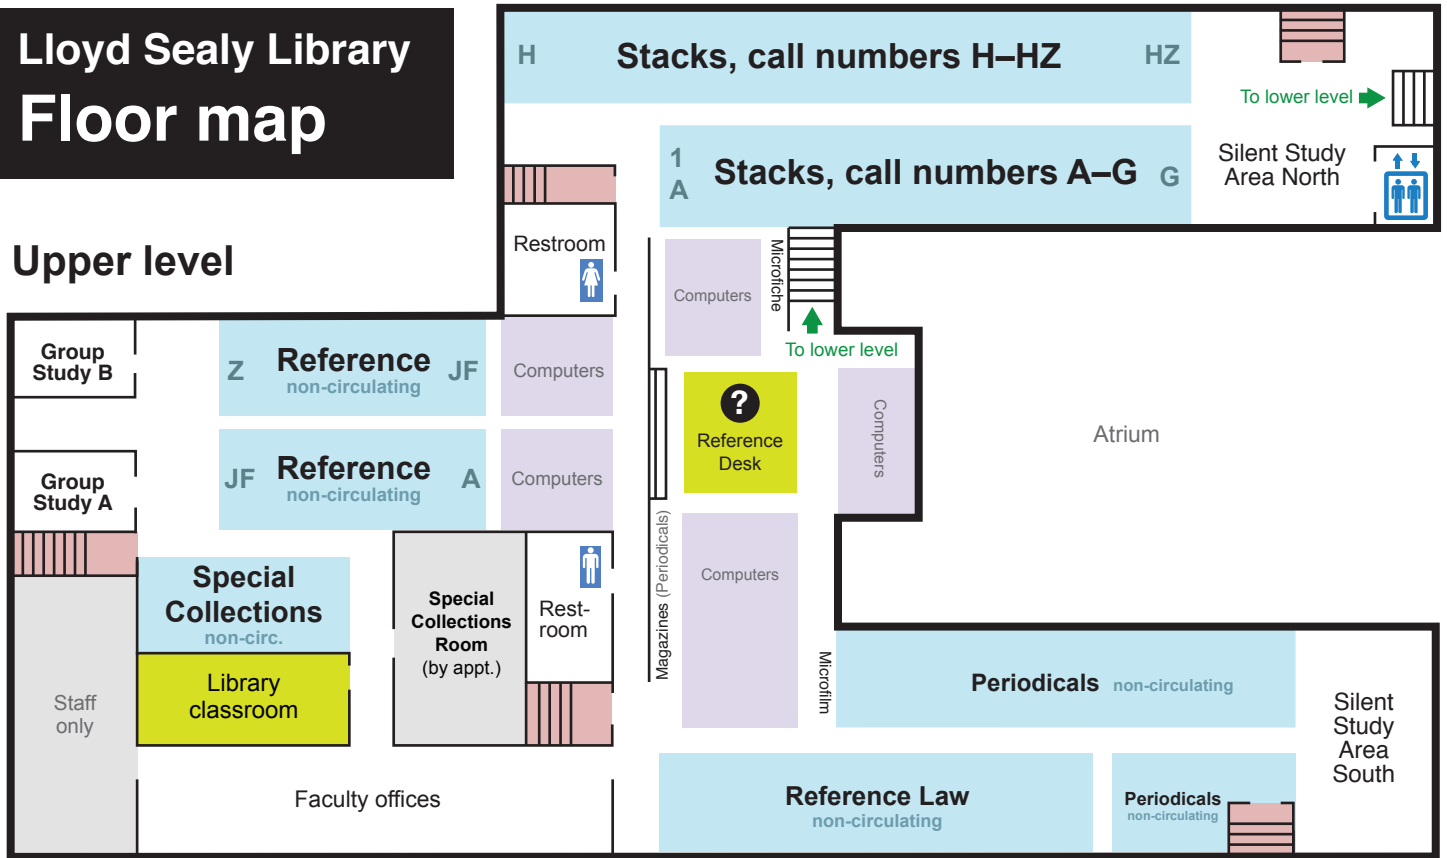 Lloyd Sealy Library
Floor map
Upper level
H
Stacks, call numbers H–HZ
HZ
To lower level
1
A
Stacks, call numbers A–G
G
Silent Study
Area North
Restroom
Computers
Microfiche
To lower level
Group
Study B
Z
Reference
non-circulating
JF
Computers
?
Reference
Desk
Computers
Atrium
Group
Study A
JF
Reference
non-circulating
A
Computers
Magazines (Periodicals)
Computers
Special
Collections
non-circ.
Special
Collections
Room
(by appt.)
Rest-
room
Library
classroom
Staff
only
Microfilm
Periodicals non-circulating
Silent
Study
Area
South
Faculty offices
Reference Law
non-circulating
Periodicals
non-circulating